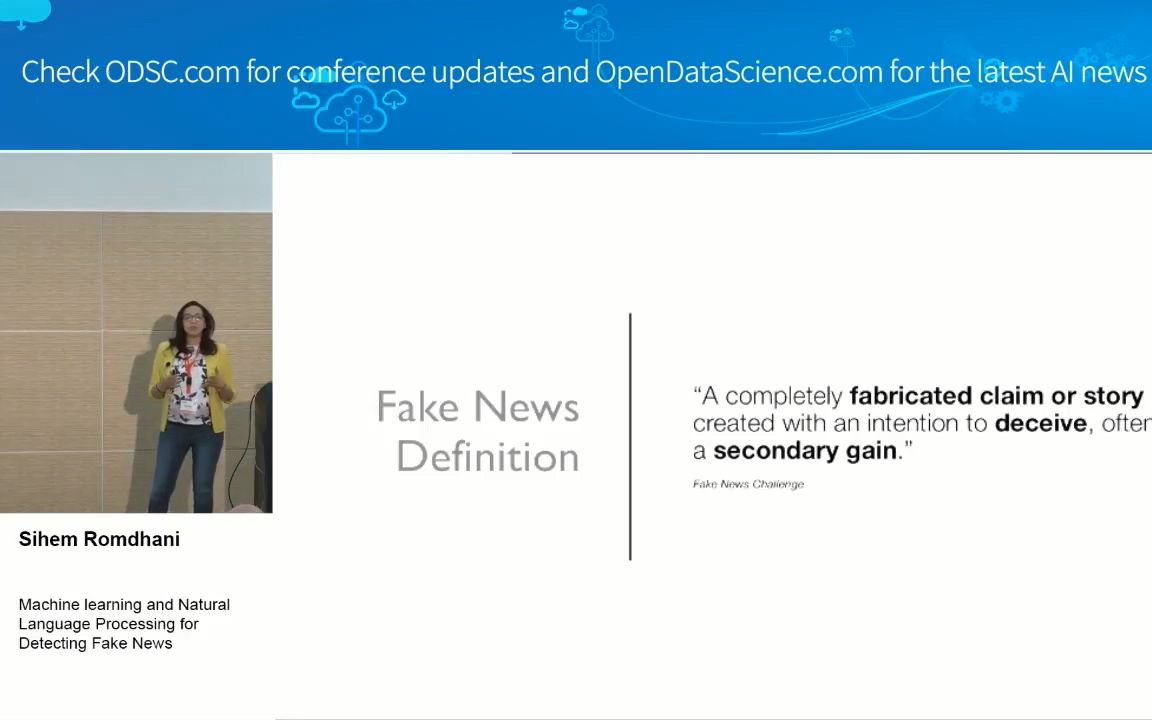 Check ODSC.com for conference updates and OpenDataScience.com for the latest AI news
Fake News
Definition
“A completely fabricated claim or story
created with an intention to deceive, often
a secondary gain.”
Fake News Challenge
Sihem Romdhani
Machine learning and Natural
Language Processing for
Detecting Fake News